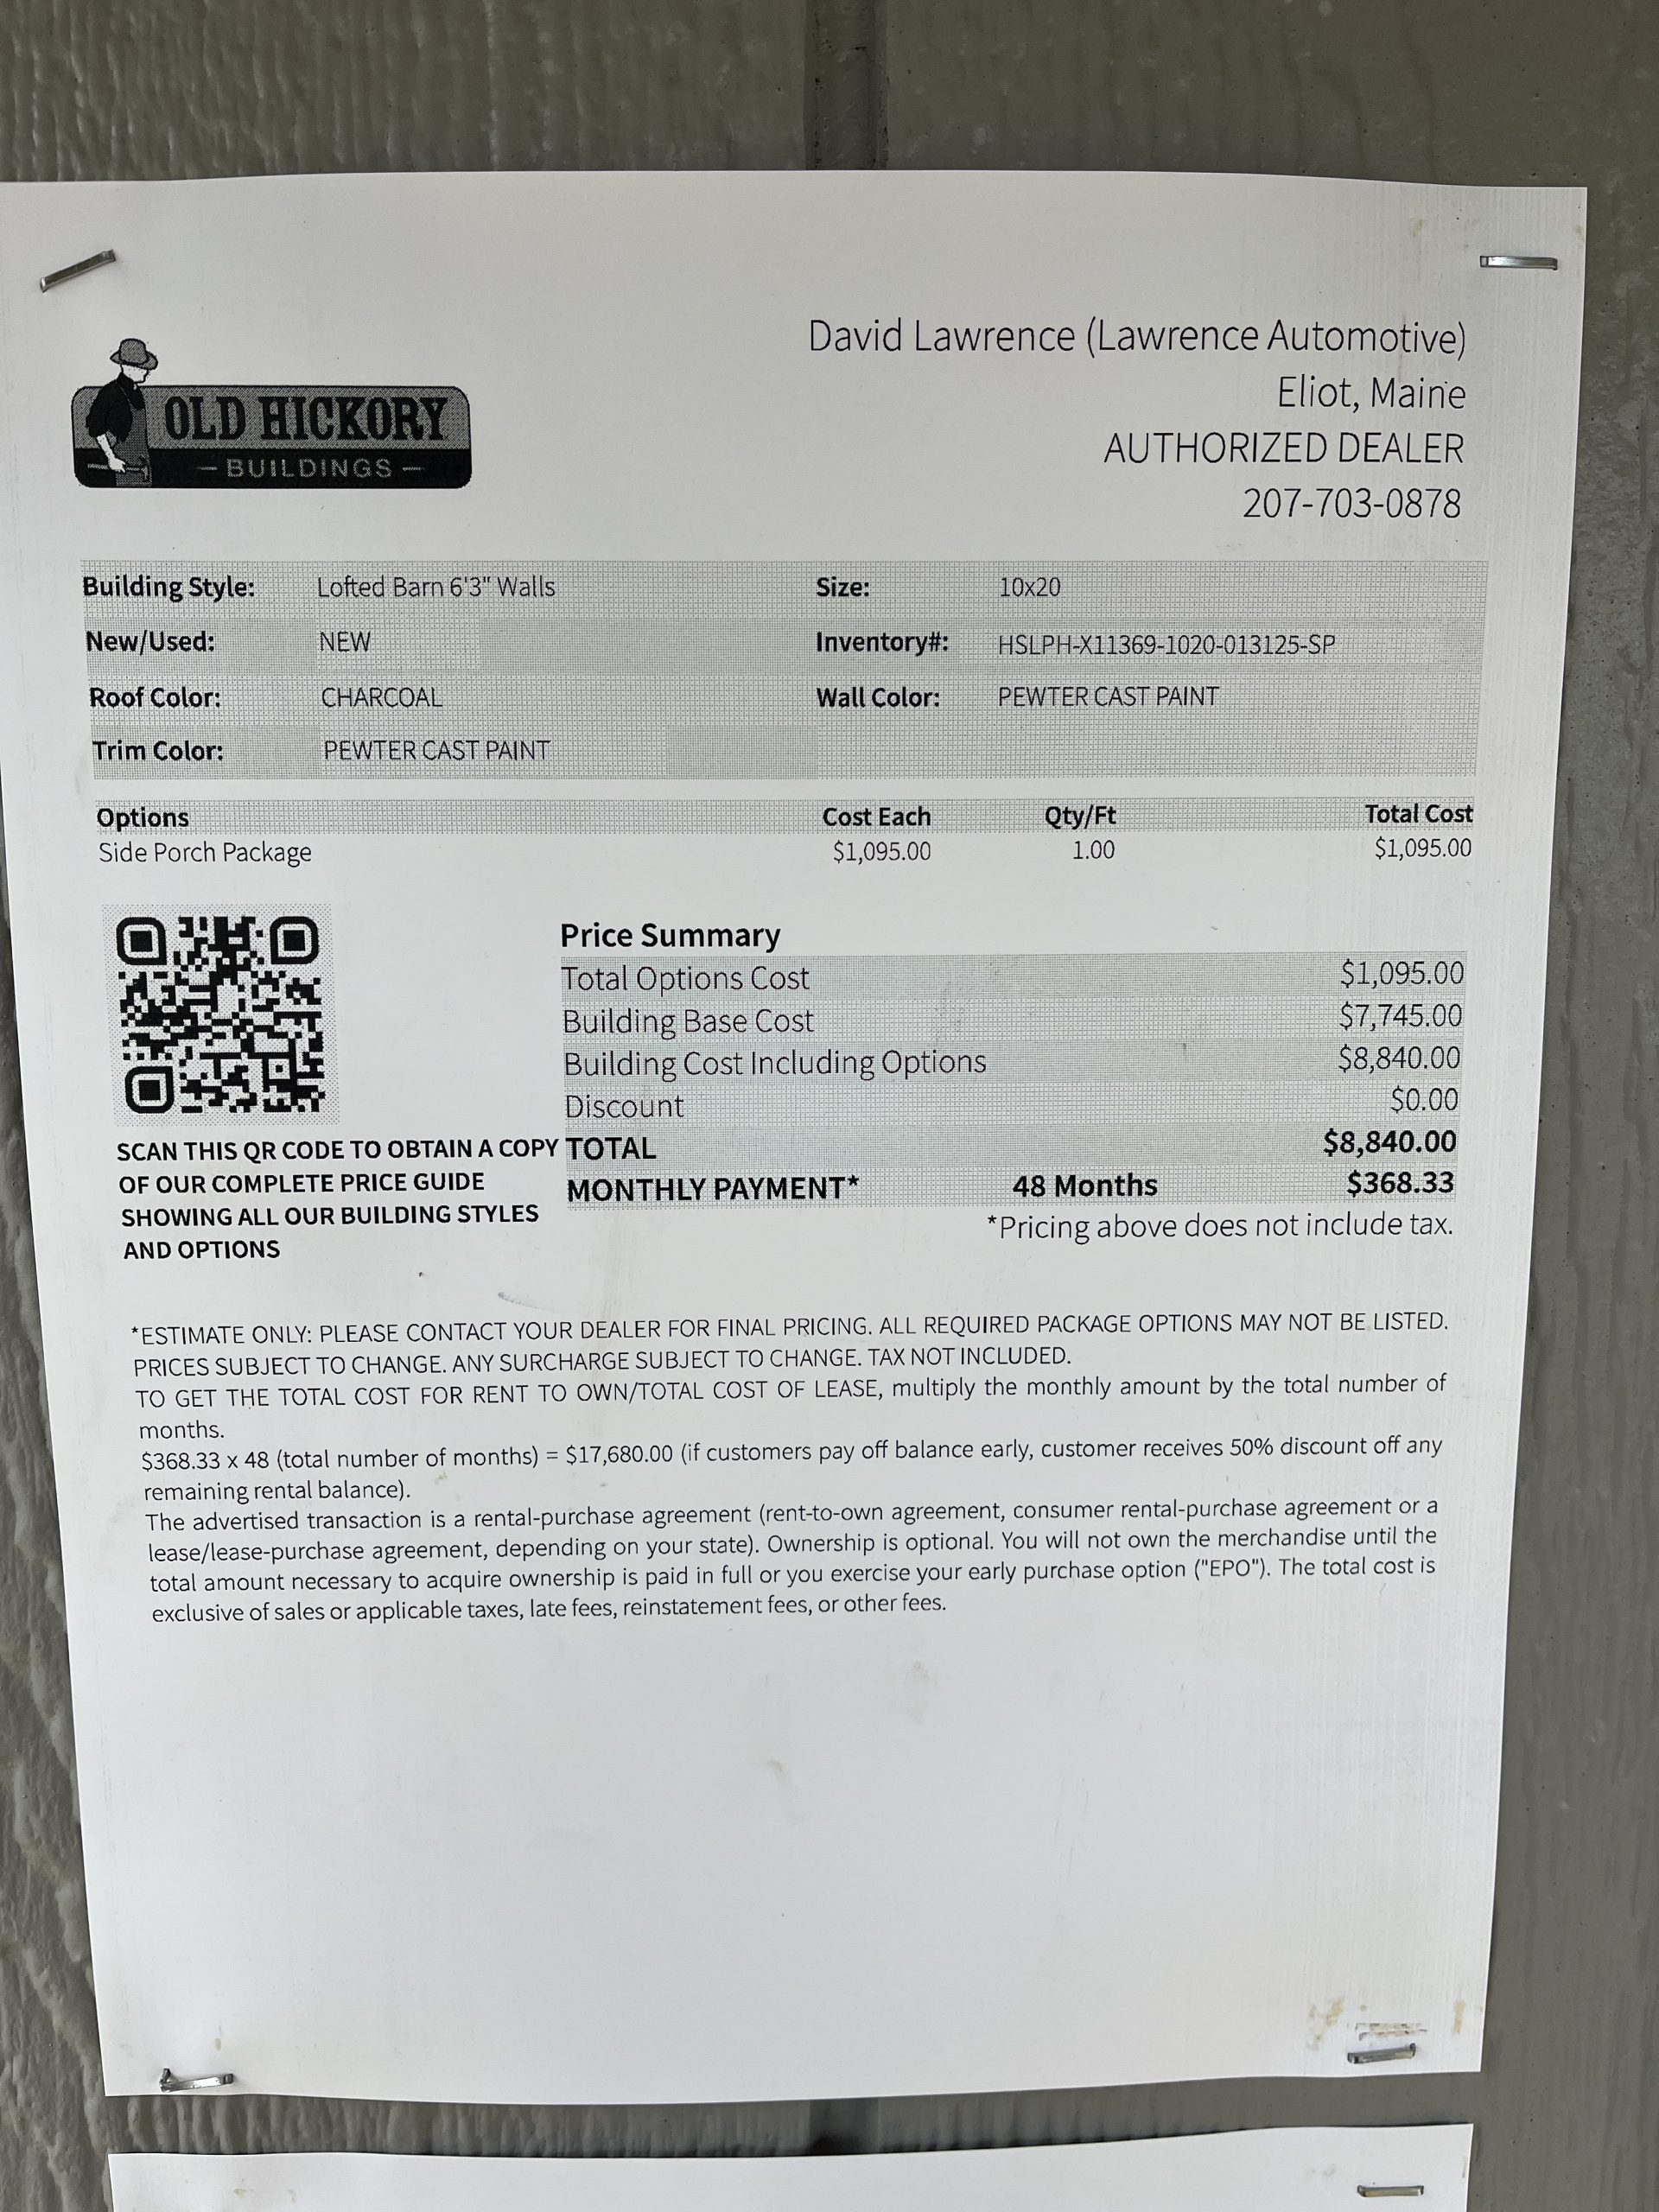 OLD HICKORY
BUILDINGS
David Lawrence (Lawrence Automotive)
Eliot, Maine
AUTHORIZED DEALER
207-703-0878
Building Style: Lofted Barn 6'3" Walls Size: 10x20
New/Used: NEW Inventory#: HSLPH-X11369-1020-013125-SP
Roof Color: CHARCOAL Wall Color: PEWTER CAST PAINT
Trim Color: PEWTER CAST PAINT
Options Cost Each Qty/Ft Total Cost
Side Porch Package $1,095.00 1.00 $1,095.00
Price Summary
Total Options Cost $1,095.00
Building Base Cost $7,745.00
Building Cost Including Options $8,840.00
Discount $0.00
TOTAL $8,840.00
MONTHLY PAYMENT* 48 Months $368.33
*Pricing above does not include tax.
SCAN THIS QR CODE TO OBTAIN A COPY
OF OUR COMPLETE PRICE GUIDE
SHOWING ALL OUR BUILDING STYLES
AND OPTIONS
*ESTIMATE ONLY: PLEASE CONTACT YOUR DEALER FOR FINAL PRICING. ALL REQUIRED PACKAGE OPTIONS MAY NOT BE LISTED.
PRICES SUBJECT TO CHANGE. ANY SURCHARGE SUBJECT TO CHANGE. TAX NOT INCLUDED.
TO GET THE TOTAL COST FOR RENT TO OWN/TOTAL COST OF LEASE, multiply the monthly amount by the total number of
months.
$368.33 x 48 (total number of months) = $17,680.00 (if customers pay off balance early, customer receives 50% discount off any
remaining rental balance).
The advertised transaction is a rental-purchase agreement (rent-to-own agreement, consumer rental-purchase agreement or a
lease/lease-purchase agreement, depending on your state). Ownership is optional. You will not own the merchandise until the
total amount necessary to acquire ownership is paid in full or you exercise your early purchase option ("EPO"). The total cost is
exclusive of sales or applicable taxes, late fees, reinstatement fees, or other fees.